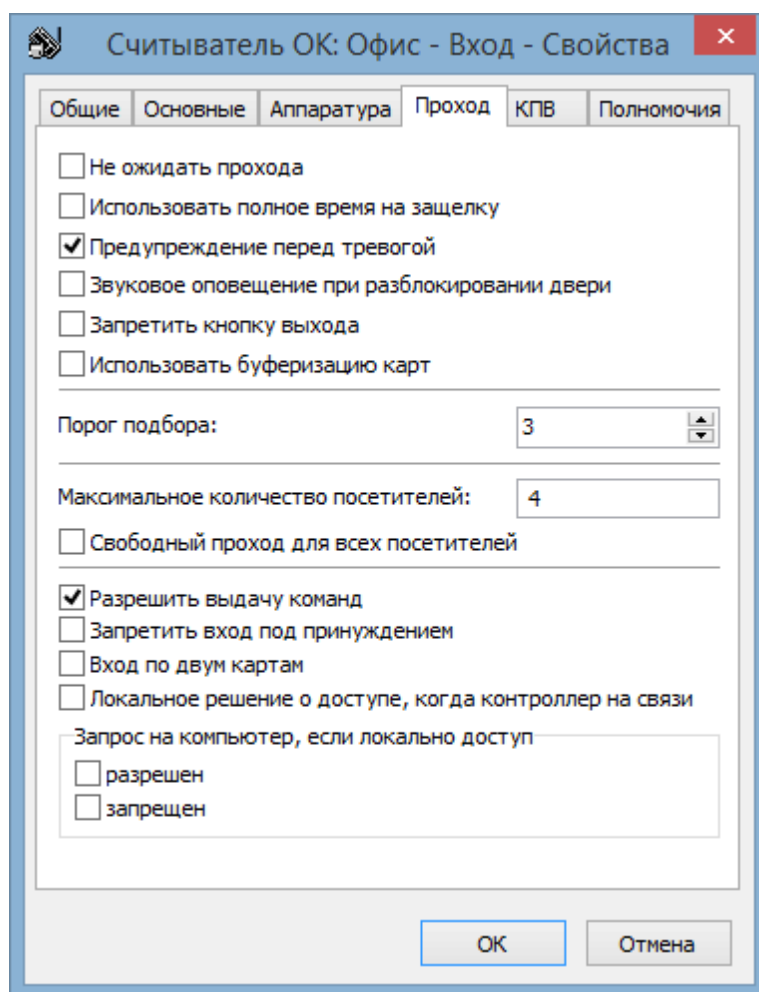 Считыватель ОК: Офис - Вход - Свойства
Общие Основные Аппаратура Проход КПВ Полномочия
Не ожидать прохода
Использовать полное время на защелку
Предупреждение перед тревогой
Звуковое оповещение при разблокировании двери
Запретить кнопку выхода
Использовать буферизацию карт
Порог подбора: 3
Максимальное количество посетителей: 4
Свободный проход для всех посетителей
Разрешить выдачу команд
Запретить вход под принуждением
Вход по двум картам
Локальное решение о доступе, когда контроллер на связи
Запрос на компьютер, если локально доступ
разрешен
запрещен
ОК Отмена